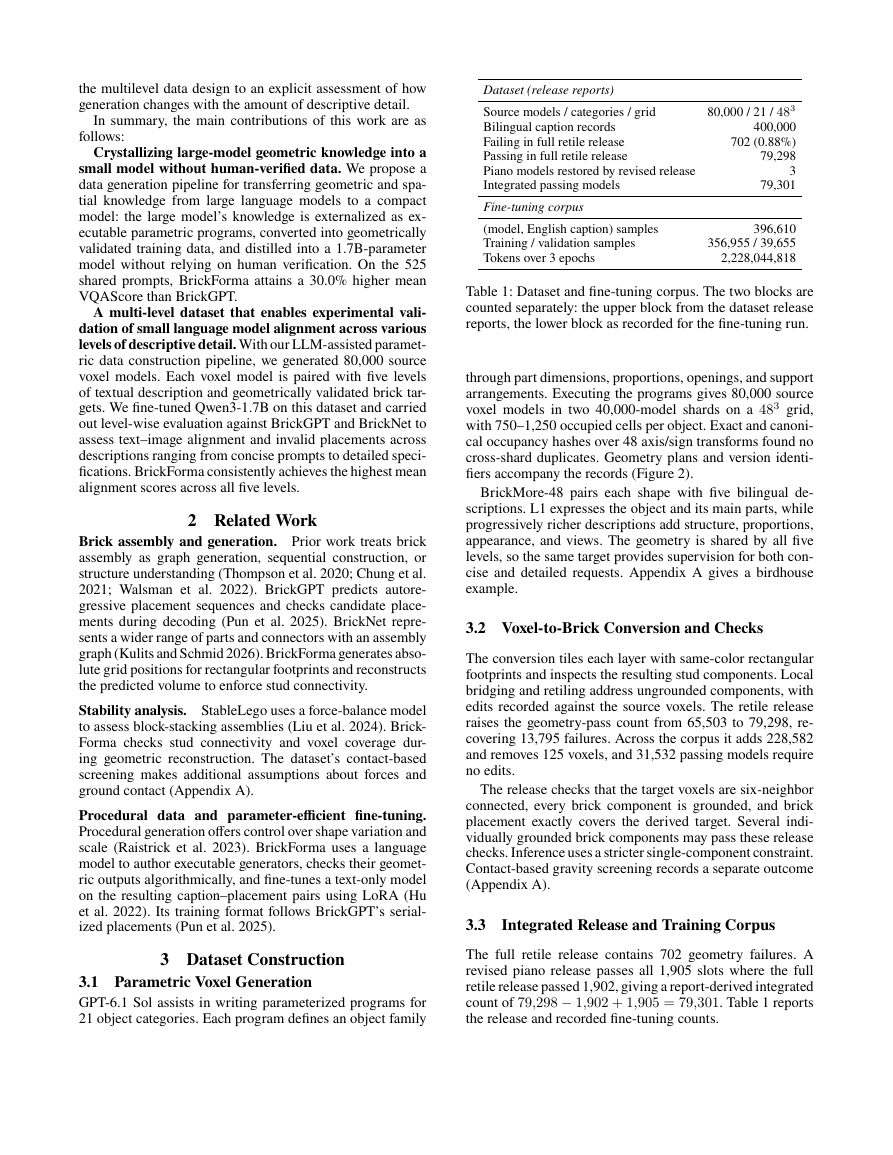 the multilevel data design to an explicit assessment of how
generation changes with the amount of descriptive detail.
In summary, the main contributions of this work are as
follows:
Crystallizing large-model geometric knowledge into a
small model without human-verified data. We propose a
data generation pipeline for transferring geometric and spa-
tial knowledge from large language models to a compact
model: the large model's knowledge is externalized as ex-
ecutable parametric programs, converted into geometrically
validated training data, and distilled into a 1.7B-parameter
model without relying on human verification. On the 525
shared prompts, BrickForma attains a 30.0% higher mean
VQAScore than BrickGPT.
A multi-level dataset that enables experimental vali-
dation of small language model alignment across various
levels of descriptive detail. With our LLM-assisted paramet-
ric data construction pipeline, we generated 80,000 source
voxel models. Each voxel model is paired with five levels
of textual description and geometrically validated brick tar-
gets. We fine-tuned Qwen3-1.7B on this dataset and carried
out level-wise evaluation against BrickGPT and BrickNet to
assess text–image alignment and invalid placements across
descriptions ranging from concise prompts to detailed speci-
fications. BrickForma consistently achieves the highest mean
alignment scores across all five levels.
2 Related Work
Brick assembly and generation. Prior work treats brick
assembly as graph generation, sequential construction, or
structure understanding (Thompson et al. 2020; Chung et al.
2021; Walsman et al. 2022). BrickGPT predicts autore-
gressive placement sequences and checks candidate place-
ments during decoding (Pun et al. 2025). BrickNet repre-
sents a wider range of parts and connectors with an assembly
graph (Kulits and Schmid 2026). BrickForma generates abso-
lute grid positions for rectangular footprints and reconstructs
the predicted volume to enforce stud connectivity.
Stability analysis. StableLego uses a force-balance model
to assess block-stacking assemblies (Liu et al. 2024). Brick-
Forma checks stud connectivity and voxel coverage dur-
ing geometric reconstruction. The dataset's contact-based
screening makes additional assumptions about forces and
ground contact (Appendix A).
Procedural data and parameter-efficient fine-tuning.
Procedural generation offers control over shape variation and
scale (Raistrick et al. 2023). BrickForma uses a language
model to author executable generators, checks their geomet-
ric outputs algorithmically, and fine-tunes a text-only model
on the resulting caption–placement pairs using LoRA (Hu
et al. 2022). Its training format follows BrickGPT's serial-
ized placements (Pun et al. 2025).
3 Dataset Construction
3.1 Parametric Voxel Generation
GPT-6.1 Sol assists in writing parameterized programs for
21 object categories. Each program defines an object family
Dataset (release reports)
Source models / categories / grid 80,000 / 21 / 48³
Bilingual caption records 400,000
Failing in full retile release 702 (0.88%)
Passing in full retile release 79,298
Piano models restored by revised release 3
Integrated passing models 79,301
Fine-tuning corpus
(model, English caption) samples 396,610
Training / validation samples 356,955 / 39,655
Tokens over 3 epochs 2,228,044,818
Table 1: Dataset and fine-tuning corpus. The two blocks are
counted separately: the upper block from the dataset release
reports, the lower block as recorded for the fine-tuning run.
through part dimensions, proportions, openings, and support
arrangements. Executing the programs gives 80,000 source
voxel models in two 40,000-model shards on a 48³ grid,
with 750–1,250 occupied cells per object. Exact and canoni-
cal occupancy hashes over 48 axis/sign transforms found no
cross-shard duplicates. Geometry plans and version identi-
fiers accompany the records (Figure 2).
BrickMore-48 pairs each shape with five bilingual de-
scriptions. L1 expresses the object and its main parts, while
progressively richer descriptions add structure, proportions,
appearance, and views. The geometry is shared by all five
levels, so the same target provides supervision for both con-
cise and detailed requests. Appendix A gives a birdhouse
example.
3.2 Voxel-to-Brick Conversion and Checks
The conversion tiles each layer with same-color rectangular
footprints and inspects the resulting stud components. Local
bridging and retiling address ungrounded components, with
edits recorded against the source voxels. The retile release
raises the geometry-pass count from 65,503 to 79,298, re-
covering 13,795 failures. Across the corpus it adds 228,582
and removes 125 voxels, and 31,532 passing models require
no edits.
The release checks that the target voxels are six-neighbor
connected, every brick component is grounded, and brick
placement exactly covers the derived target. Several indi-
vidually grounded brick components may pass these release
checks. Inference uses a stricter single-component constraint.
Contact-based gravity screening records a separate outcome
(Appendix A).
3.3 Integrated Release and Training Corpus
The full retile release contains 702 geometry failures. A
revised piano release passes all 1,905 slots where the full
retile release passed 1,902, giving a report-derived integrated
count of 79,298 − 1,902 + 1,905 = 79,301. Table 1 reports
the release and recorded fine-tuning counts.